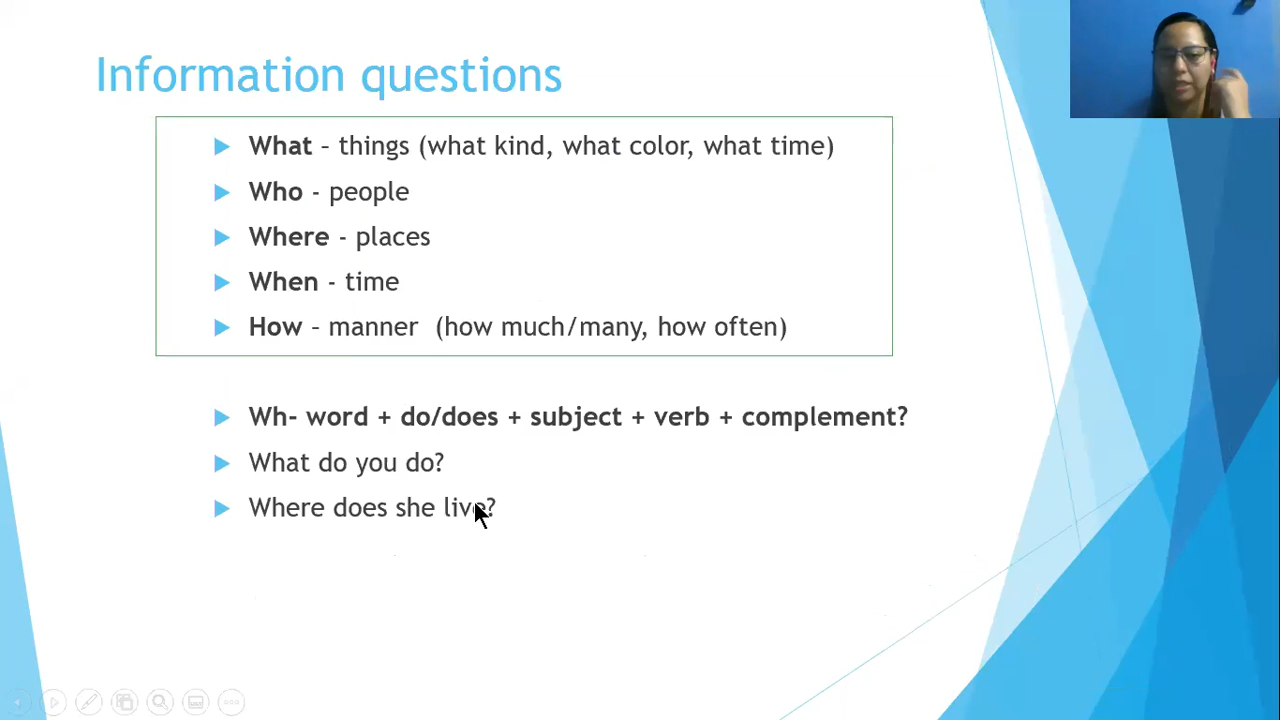 Information questions
What – things (what kind, what color, what time)
Who - people
Where - places
When - time
How – manner (how much/many, how often)
Wh- word + do/does + subject + verb + complement?
What do you do?
Where does she live?